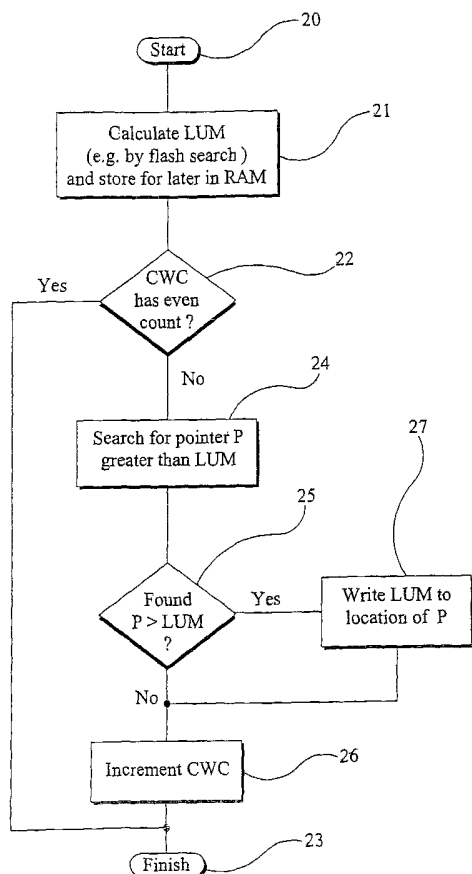 20
Start
21
Calculate LUM
(e.g. by flash search )
and store for later in RAM
22
Yes
CWC
has even
count ?
No
24
Search for pointer P
greater than LUM
27
25
Found
P > LUM
?
Yes
Write LUM to
location of P
No
Increment CWC
26
23
Finish